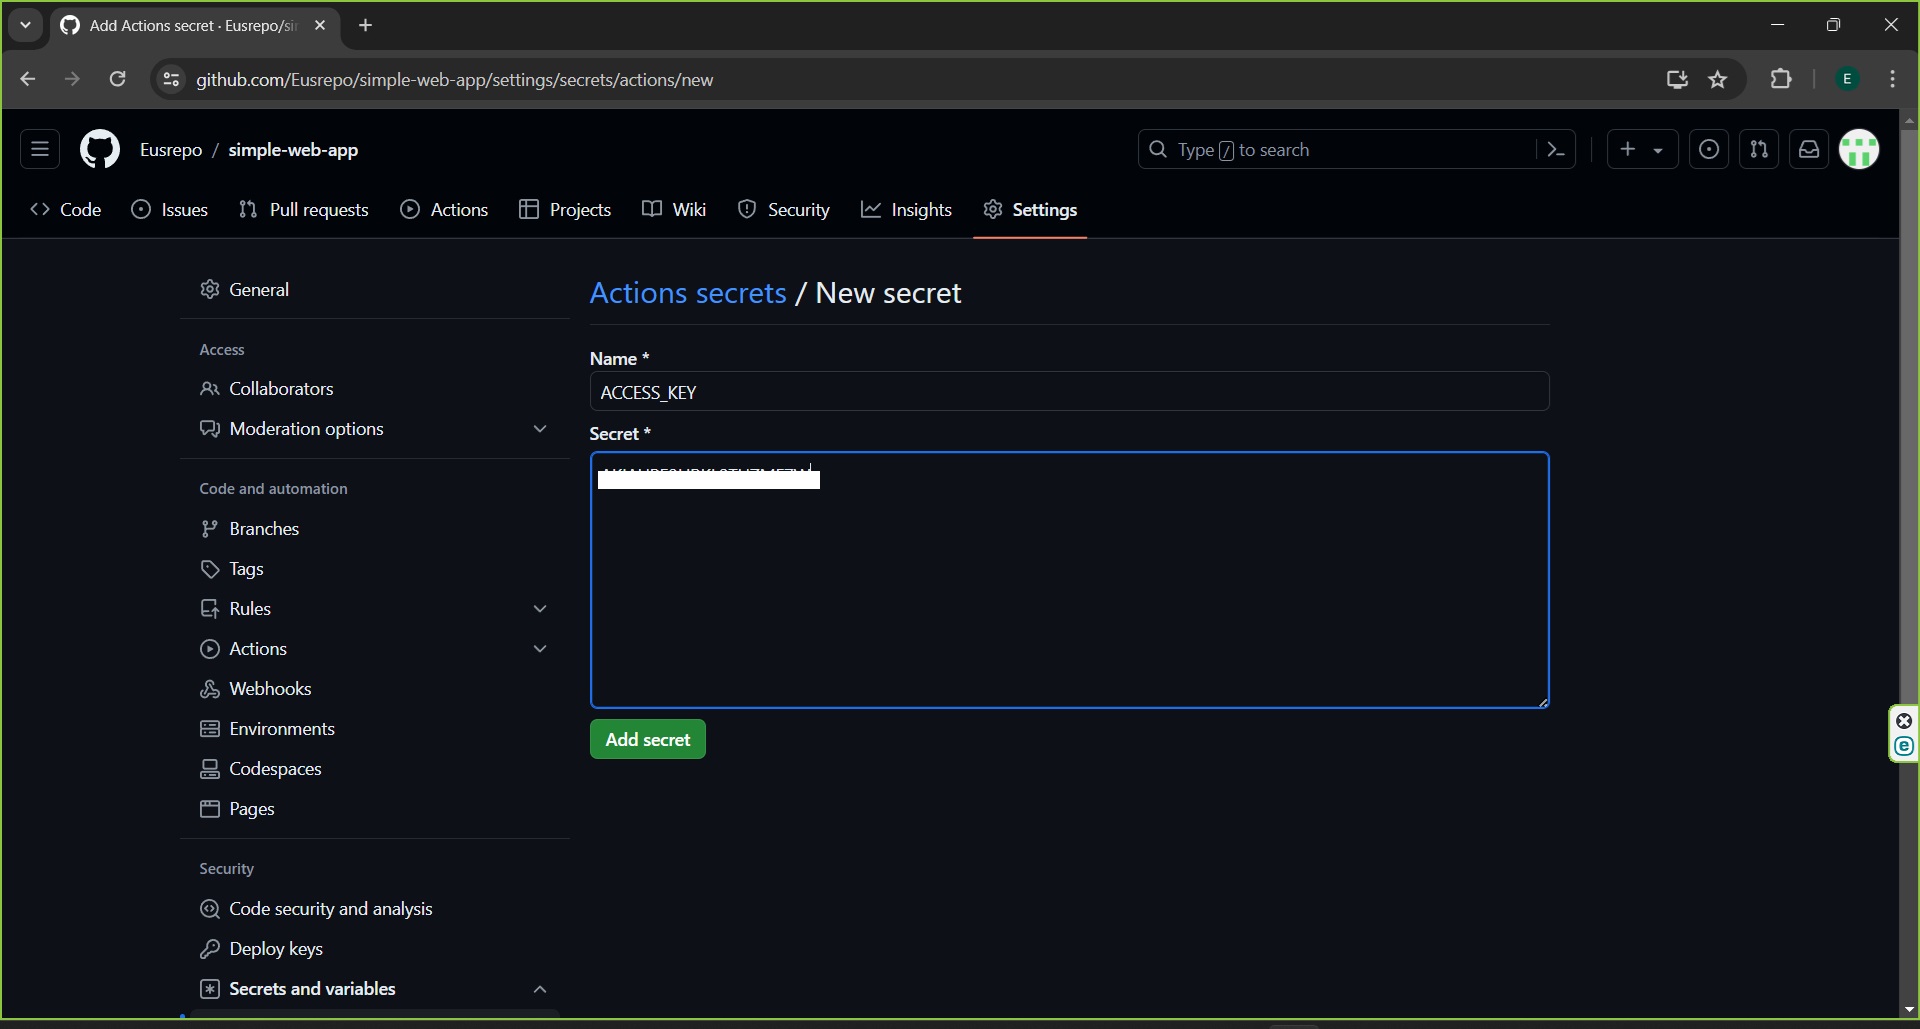 Add Actions secret · Eusrepo/si
github.com/Eusrepo/simple-web-app/settings/secrets/actions/new
E
Eusrepo / simple-web-app
Type / to search
Code
Issues
Pull requests
Actions
Projects
Wiki
Security
Insights
Settings
General
Access
Collaborators
Moderation options
Code and automation
Branches
Tags
Rules
Actions
Webhooks
Environments
Codespaces
Pages
Security
Code security and analysis
Deploy keys
Secrets and variables
Actions secrets / New secret
Name *
ACCESS_KEY
Secret *
Add secret